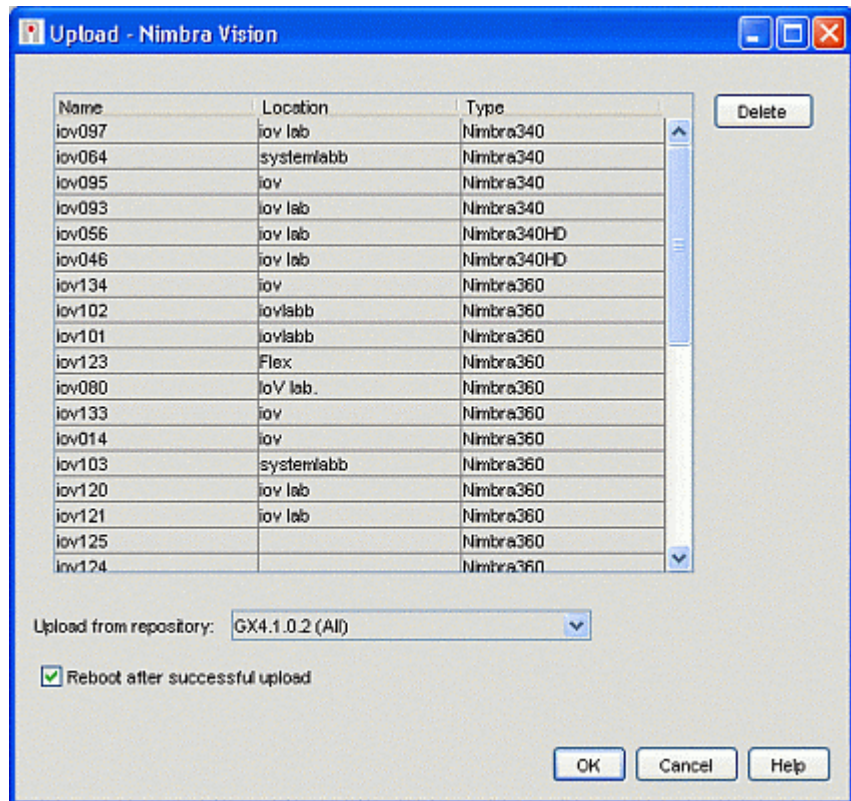 Upload - Nimbra Vision
Name Location Type
Delete
iov097 iov lab Nimbra340
iov064 systemlabb Nimbra340
iov095 iov Nimbra340
iov093 iov lab Nimbra340
iov056 iov lab Nimbra340HD
iov046 iov lab Nimbra340HD
iov134 iov Nimbra360
iov102 iovlabb Nimbra360
iov101 iovlabb Nimbra360
iov123 Flex Nimbra360
iov080 IoV lab. Nimbra360
iov133 iov Nimbra360
iov014 iov Nimbra360
iov103 systemlabb Nimbra360
iov120 iov lab Nimbra360
iov121 iov lab Nimbra360
iov125 Nimbra360
iov124 Nimbra360
Upload from repository: GX4.1.0.2 (All)
Reboot after successful upload
OK Cancel Help